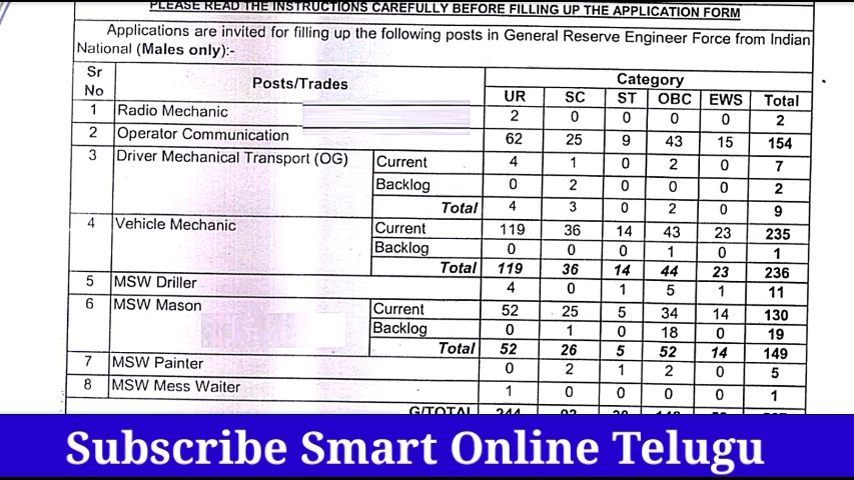 PLEASE READ THE INSTRUCTIONS CAREFULLY BEFORE FILLING UP THE APPLICATION FORM
Applications are invited for filling up the following posts in General Reserve Engineer Force from Indian
National (Males only):-
Sr No Posts/Trades Category
UR SC ST OBC EWS Total
1 Radio Mechanic 2 0 0 0 0 2
2 Operator Communication 62 25 9 43 15 154
3 Driver Mechanical Transport (OG) Current 4 1 0 2 0 7
Backlog 0 2 0 0 0 2
Total 4 3 0 2 0 9
4 Vehicle Mechanic Current 119 36 14 43 23 235
Backlog 0 0 0 1 0 1
Total 119 36 14 44 23 236
5 MSW Driller 4 0 1 5 1 11
6 MSW Mason Current 52 25 5 34 14 130
Backlog 0 1 0 18 0 19
Total 52 26 5 52 14 149
7 MSW Painter 0 2 1 2 0 5
8 MSW Mess Waiter 1 0 0 0 0 1
G/TOTAL 244
Subscribe Smart Online Telugu